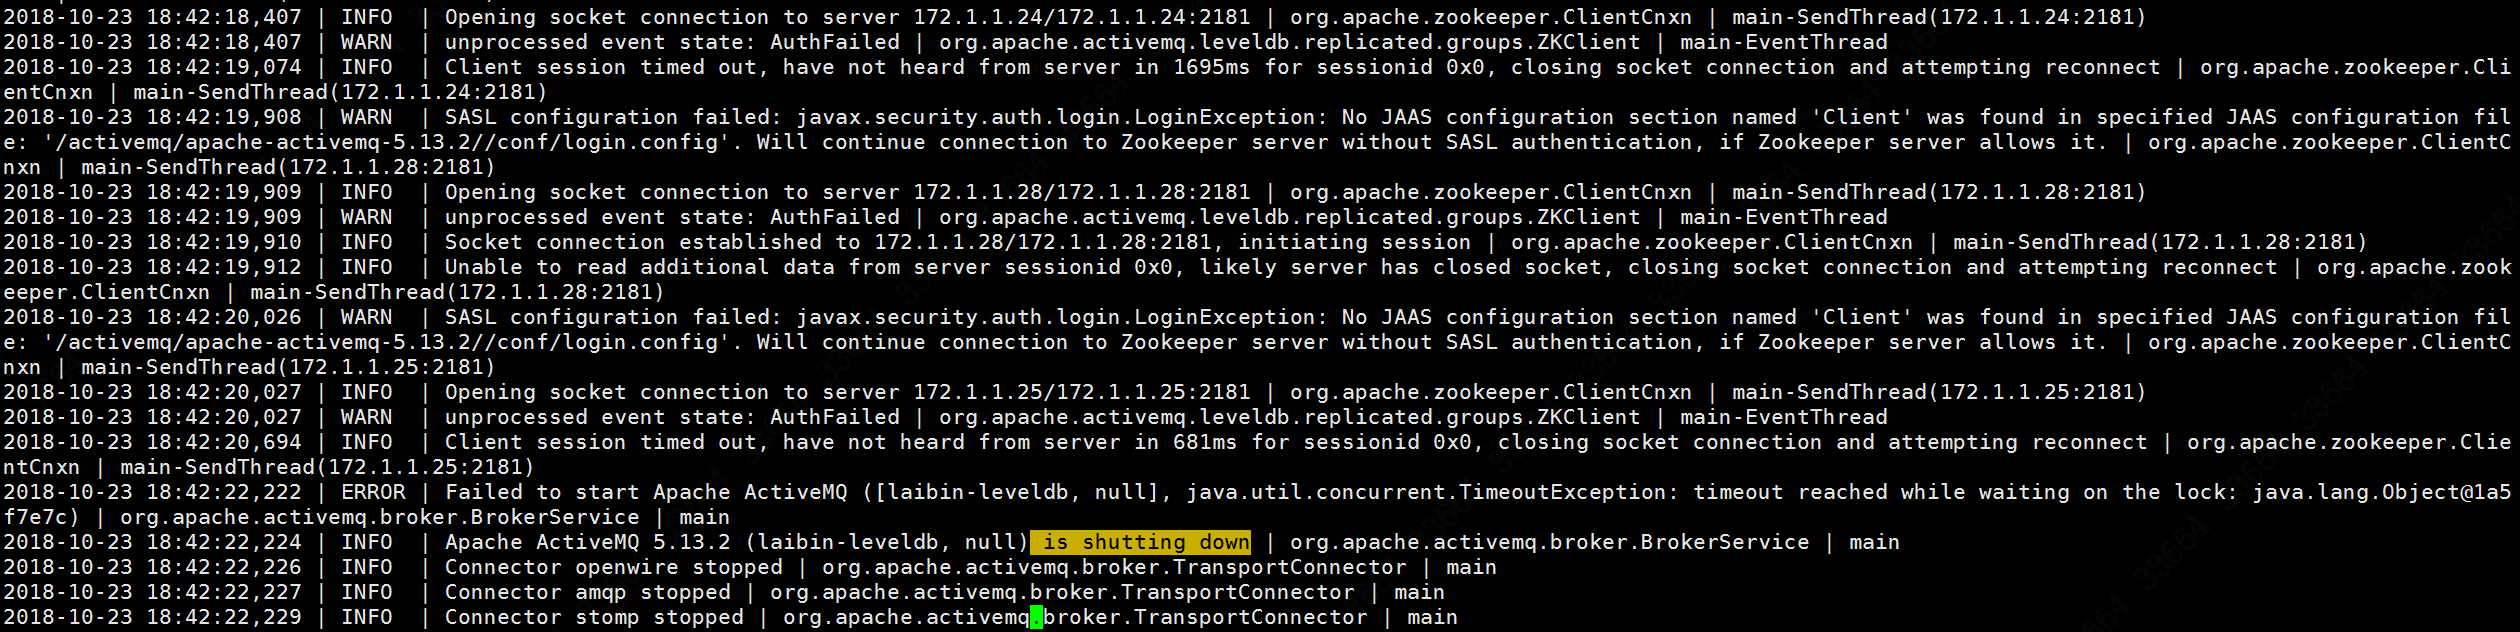 2018-10-23 18:42:18,407 | INFO  | Opening socket connection to server 172.1.1.24/172.1.1.24:2181 | org.apache.zookeeper.ClientCnxn | main-SendThread(172.1.1.24:2181)
2018-10-23 18:42:18,407 | WARN  | unprocessed event state: AuthFailed | org.apache.activemq.leveldb.replicated.groups.ZKClient | main-EventThread
2018-10-23 18:42:19,074 | INFO  | Client session timed out, have not heard from server in 1695ms for sessionid 0x0, closing socket connection and attempting reconnect | org.apache.zookeeper.Cli
entCnxn | main-SendThread(172.1.1.24:2181)
2018-10-23 18:42:19,908 | WARN  | SASL configuration failed: javax.security.auth.login.LoginException: No JAAS configuration section named 'Client' was found in specified JAAS configuration fil
e: '/activemq/apache-activemq-5.13.2//conf/login.config'. Will continue connection to Zookeeper server without SASL authentication, if Zookeeper server allows it. | org.apache.zookeeper.ClientC
nxn | main-SendThread(172.1.1.28:2181)
2018-10-23 18:42:19,909 | INFO  | Opening socket connection to server 172.1.1.28/172.1.1.28:2181 | org.apache.zookeeper.ClientCnxn | main-SendThread(172.1.1.28:2181)
2018-10-23 18:42:19,909 | WARN  | unprocessed event state: AuthFailed | org.apache.activemq.leveldb.replicated.groups.ZKClient | main-EventThread
2018-10-23 18:42:19,910 | INFO  | Socket connection established to 172.1.1.28/172.1.1.28:2181, initiating session | org.apache.zookeeper.ClientCnxn | main-SendThread(172.1.1.28:2181)
2018-10-23 18:42:19,912 | INFO  | Unable to read additional data from server sessionid 0x0, likely server has closed socket, closing socket connection and attempting reconnect | org.apache.zook
eeper.ClientCnxn | main-SendThread(172.1.1.28:2181)
2018-10-23 18:42:20,026 | WARN  | SASL configuration failed: javax.security.auth.login.LoginException: No JAAS configuration section named 'Client' was found in specified JAAS configuration fil
e: '/activemq/apache-activemq-5.13.2//conf/login.config'. Will continue connection to Zookeeper server without SASL authentication, if Zookeeper server allows it. | org.apache.zookeeper.ClientC
nxn | main-SendThread(172.1.1.25:2181)
2018-10-23 18:42:20,027 | INFO  | Opening socket connection to server 172.1.1.25/172.1.1.25:2181 | org.apache.zookeeper.ClientCnxn | main-SendThread(172.1.1.25:2181)
2018-10-23 18:42:20,027 | WARN  | unprocessed event state: AuthFailed | org.apache.activemq.leveldb.replicated.groups.ZKClient | main-EventThread
2018-10-23 18:42:20,694 | INFO  | Client session timed out, have not heard from server in 681ms for sessionid 0x0, closing socket connection and attempting reconnect | org.apache.zookeeper.Clie
ntCnxn | main-SendThread(172.1.1.25:2181)
2018-10-23 18:42:22,222 | ERROR | Failed to start Apache ActiveMQ ([laibin-leveldb, null], java.util.concurrent.TimeoutException: timeout reached while waiting on the lock: java.lang.Object@1a5
f7e7c) | org.apache.activemq.broker.BrokerService | main
2018-10-23 18:42:22,224 | INFO  | Apache ActiveMQ 5.13.2 (laibin-leveldb, null) is shutting down | org.apache.activemq.broker.BrokerService | main
2018-10-23 18:42:22,226 | INFO  | Connector openwire stopped | org.apache.activemq.broker.TransportConnector | main
2018-10-23 18:42:22,227 | INFO  | Connector amqp stopped | org.apache.activemq.broker.TransportConnector | main
2018-10-23 18:42:22,229 | INFO  | Connector stomp stopped | org.apache.activemq.broker.TransportConnector | main